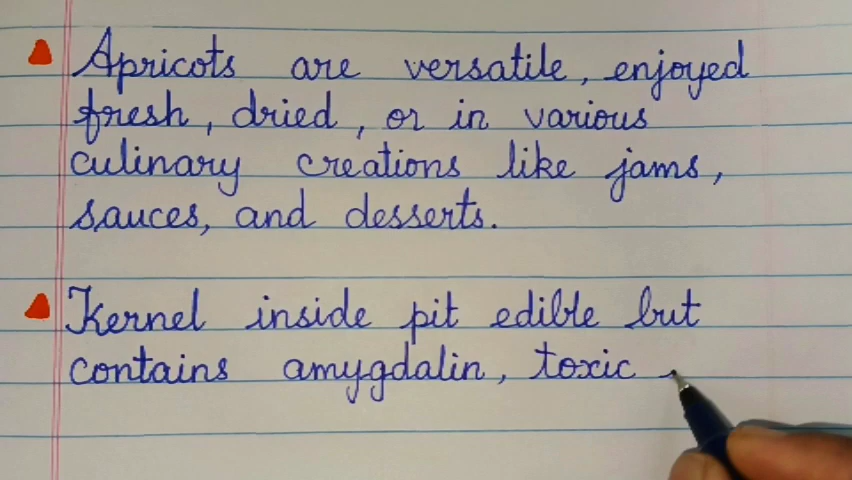 Apricots are versatile, enjoyed
fresh, dried, or in various
culinary creations like jams,
sauces, and desserts.
Kernel inside pit edible but
contains amygdalin, toxic